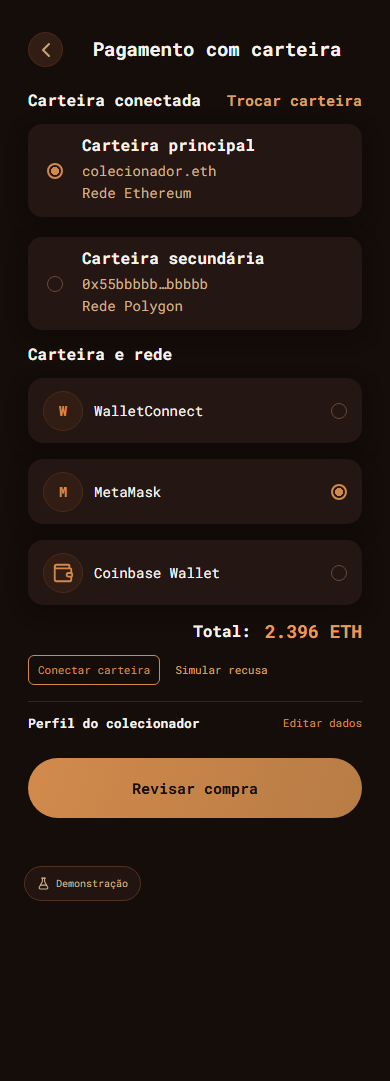 Pagamento com carteira
Carteira conectada Trocar carteira
Carteira principal
colecionador.eth
Rede Ethereum
Carteira secundária
0x55bbbbb…bbbbb
Rede Polygon
Carteira e rede
W WalletConnect
M MetaMask
Coinbase Wallet
Total: 2.396 ETH
Conectar carteira Simular recusa
Perfil do colecionador Editar dados
Revisar compra
Demonstração